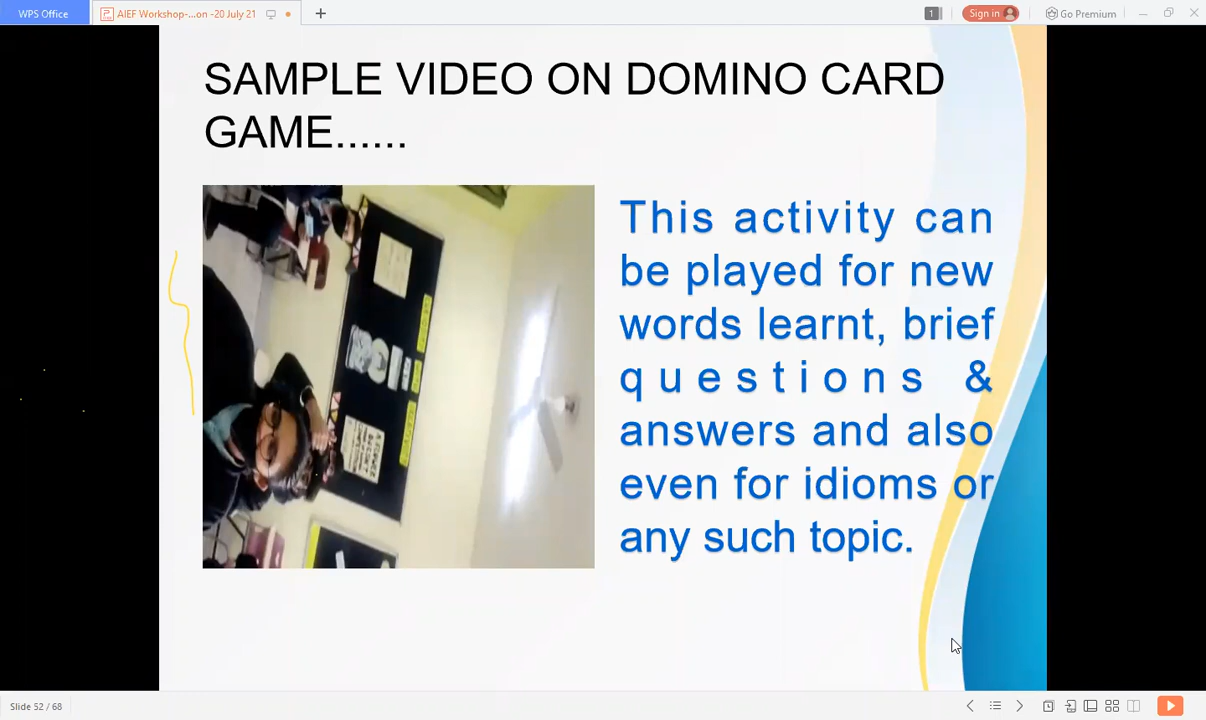 WPS Office
AIEF Workshop-...on -20 July 21
1
Sign in
Go Premium
SAMPLE VIDEO ON DOMINO CARD
GAME......
This activity can
be played for new
words learnt, brief
questions &
answers and also
even for idioms or
any such topic.
Slide 52 / 68